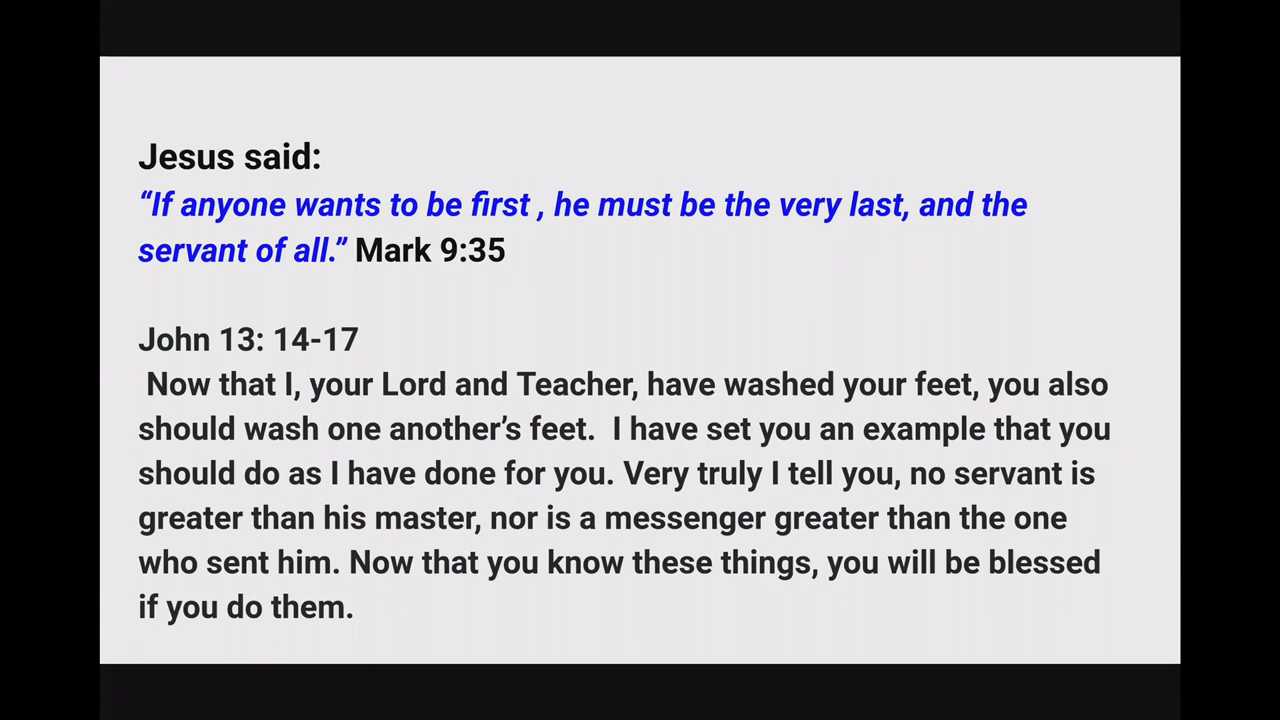 Jesus said:
“If anyone wants to be first , he must be the very last, and the
servant of all.” Mark 9:35
John 13: 14-17
Now that I, your Lord and Teacher, have washed your feet, you also
should wash one another’s feet.  I have set you an example that you
should do as I have done for you. Very truly I tell you, no servant is
greater than his master, nor is a messenger greater than the one
who sent him. Now that you know these things, you will be blessed
if you do them.